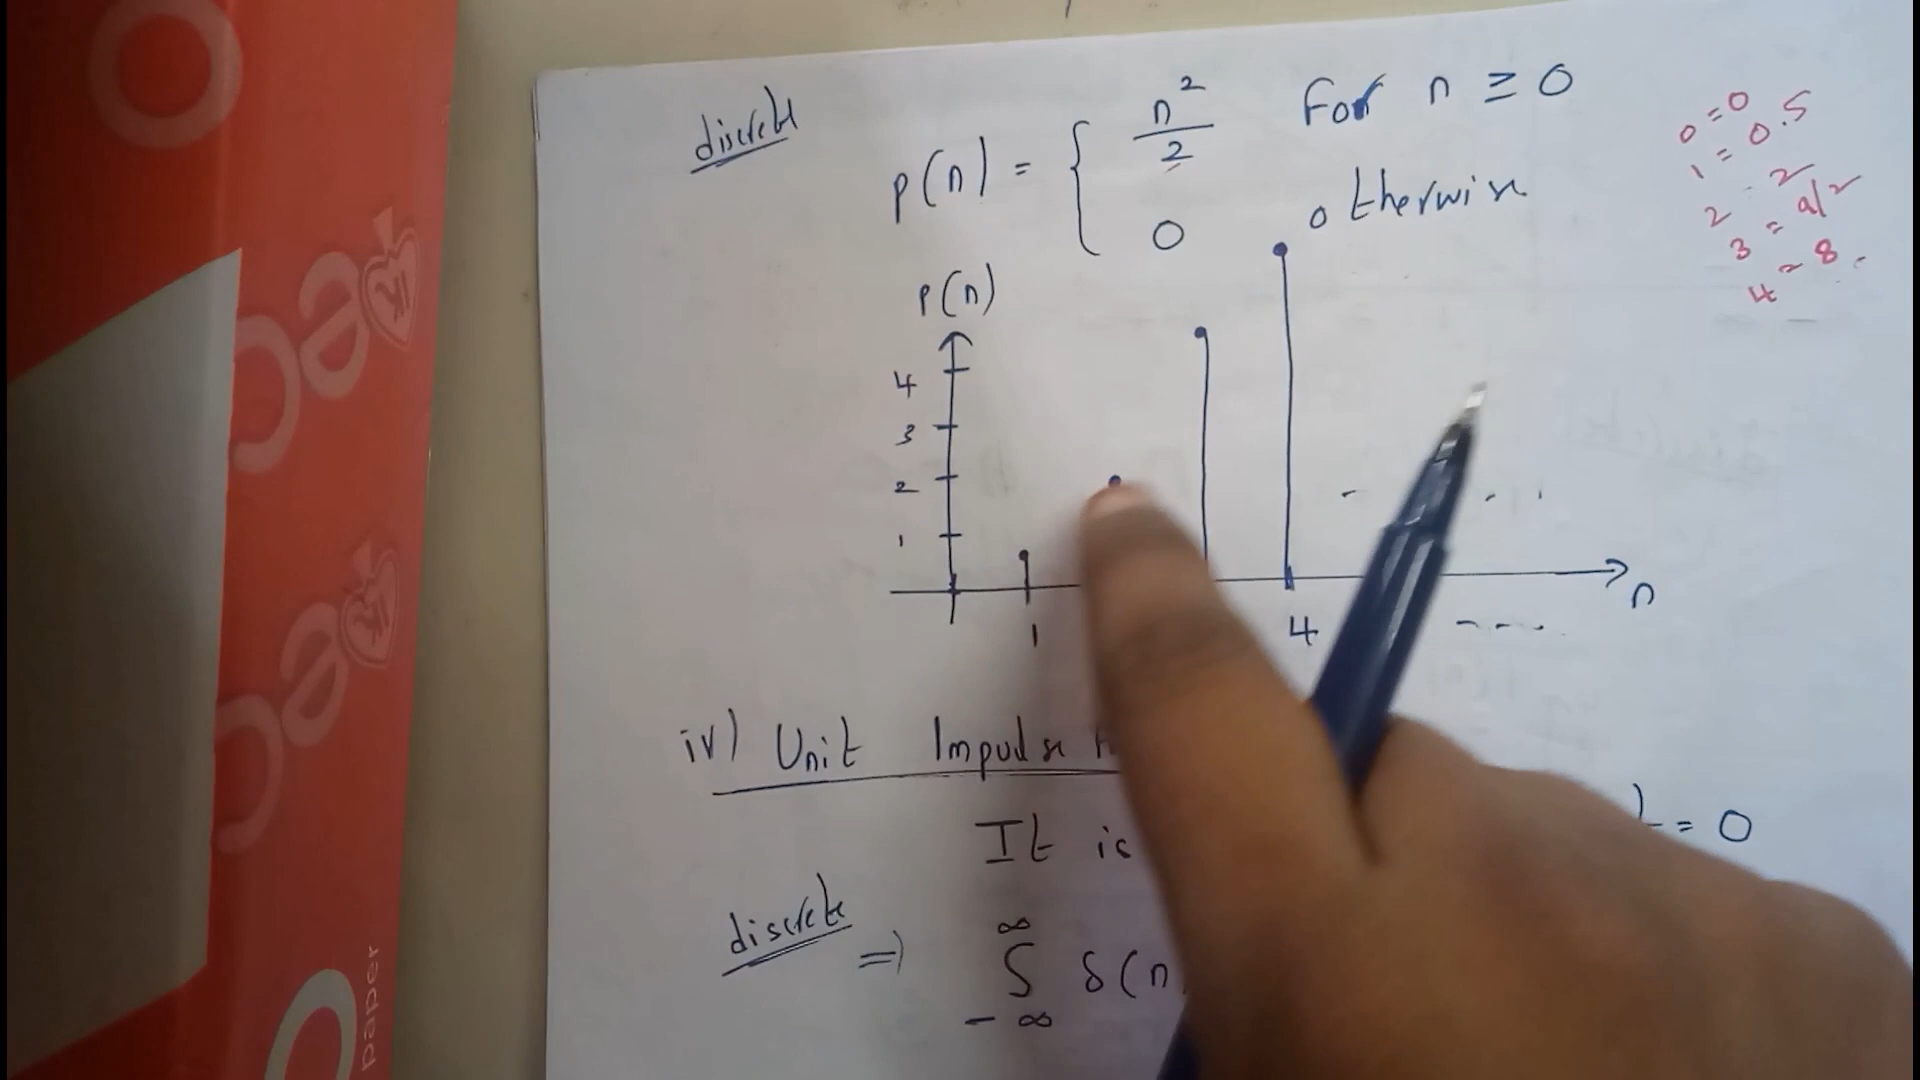 discrete
p(n) = { n²/2 For n ≥ 0
0 otherwise
0 = 0
1 = 0.5
2 - 2
3 = 9/2
4 = 8
p(n)
4
3
2
1
1 4 - - -
n
iv) Unit Impulse
It is
t = 0
discrete ⇒ ∞ S -∞ δ(n
paper